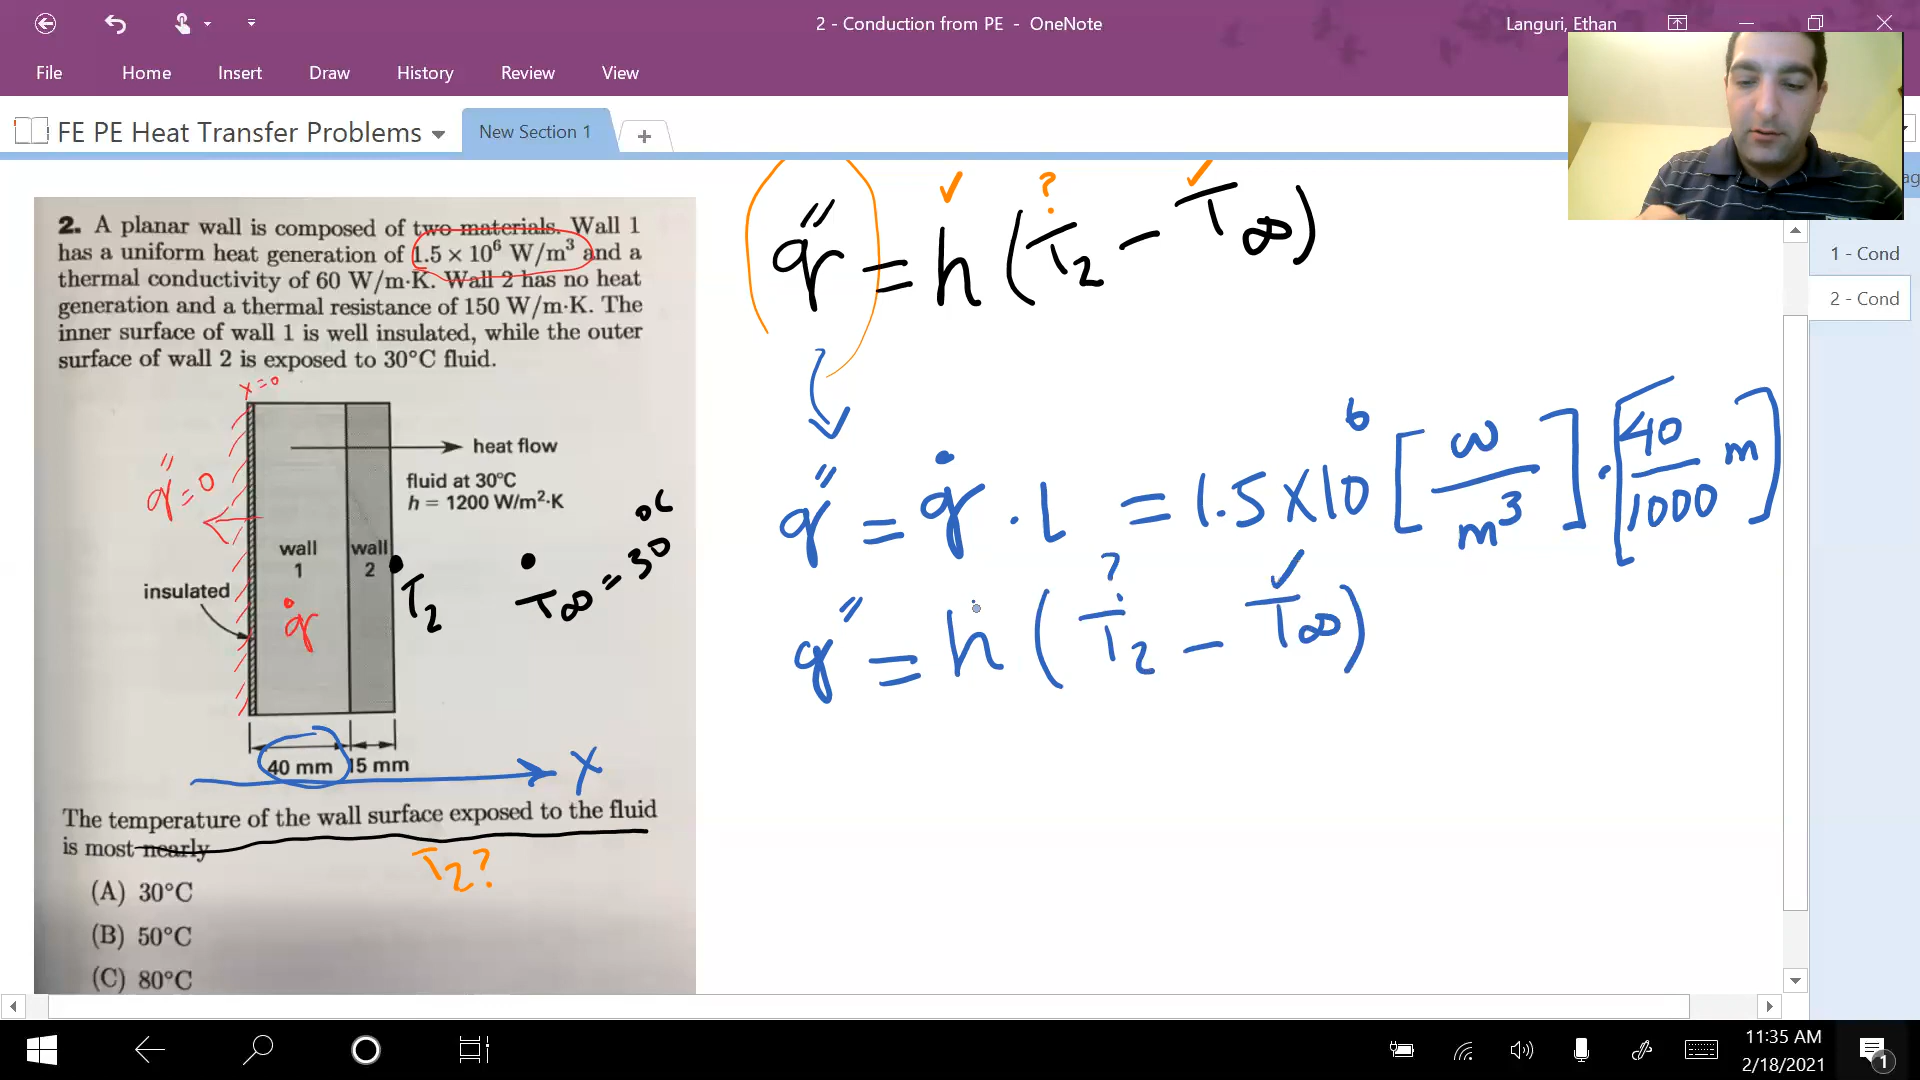 2 - Conduction from PE - OneNote
Languri, Ethan
File Home Insert Draw History Review View
FE PE Heat Transfer Problems
New Section 1
+
1 - Cond
2 - Cond
2. A planar wall is composed of two materials. Wall 1
has a uniform heat generation of 1.5 × 10⁶ W/m³ and a
thermal conductivity of 60 W/m·K. Wall 2 has no heat
generation and a thermal resistance of 150 W/m·K. The
inner surface of wall 1 is well insulated, while the outer
surface of wall 2 is exposed to 30°C fluid.
x=0
heat flow
q''=0
fluid at 30°C
h = 1200 W/m²·K
wall 1
wall 2
insulated
q̇
T₂
T∞ = 30 °C
40 mm
15 mm
X
The temperature of the wall surface exposed to the fluid
is most nearly
T₂?
(A) 30°C
(B) 50°C
(C) 80°C
✓ ? ✓
q'' = h (T₂ - T∞)
q'' = q̇ · L = 1.5 X 10⁶ [W/m³] · [40/1000 m]
? ✓
q'' = h (T₂ - T∞)
11:35 AM
2/18/2021
1